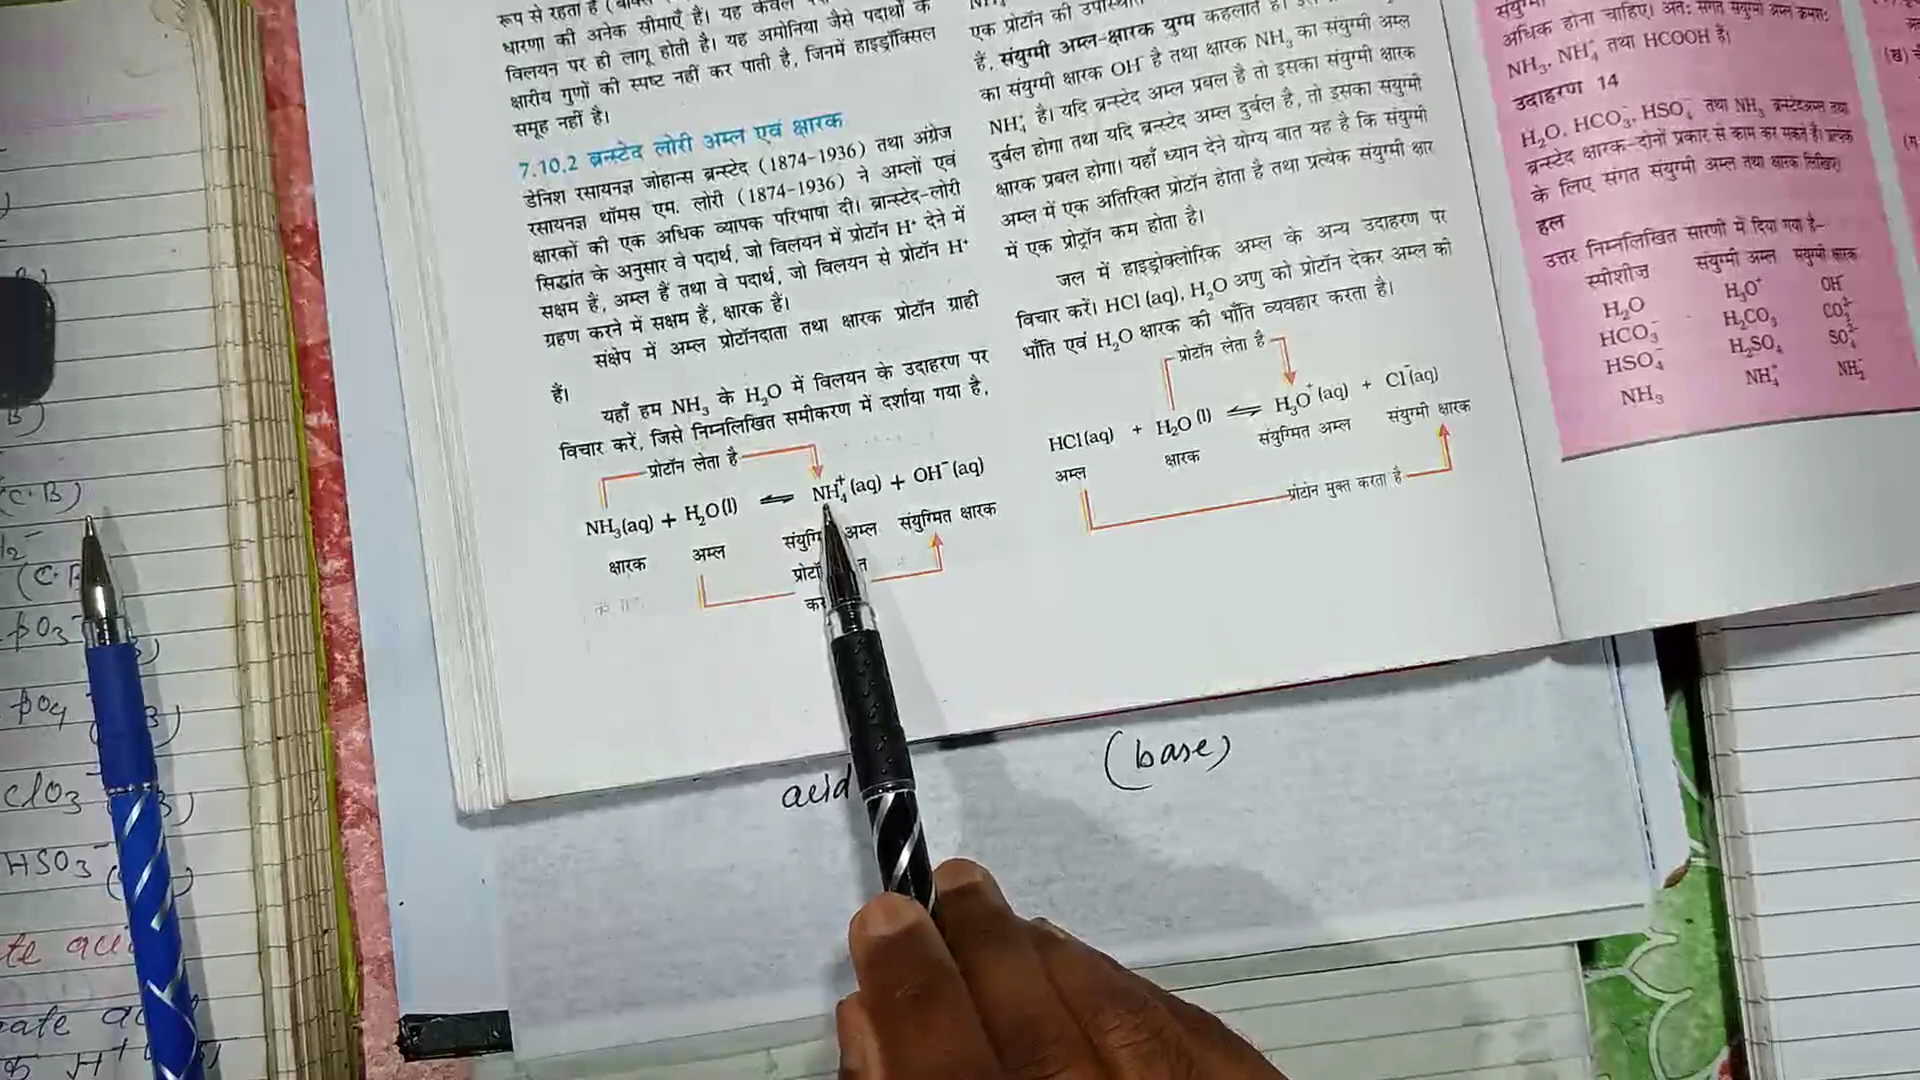 धारणा की अनेक सीमाएँ हैं। यह केवल
विलयन पर ही लागू होती है। यह अमोनिया जैसे पदार्थों के
क्षारीय गुणों की स्पष्ट नहीं कर पाती है, जिनमें हाइड्रॉक्सिल
समूह नहीं है।
7.10.2 ब्रन्स्टेद लोरी अम्ल एवं क्षारक
डेनिश रसायनज्ञ जोहान्स ब्रन्स्टेद (1874-1936) तथा अंग्रेज
रसायनज्ञ थॉमस एम. लोरी (1874-1936) ने अम्लों एवं
क्षारकों की एक अधिक व्यापक परिभाषा दी। ब्रान्स्टेद-लोरी
सिद्धांत के अनुसार वे पदार्थ, जो विलयन में प्रोटॉन H⁺ देने में
सक्षम हैं, अम्ल हैं तथा वे पदार्थ, जो विलयन से प्रोटॉन H⁺
ग्रहण करने में सक्षम हैं, क्षारक हैं।
संक्षेप में अम्ल प्रोटॉनदाता तथा क्षारक प्रोटॉन ग्राही
हैं।
यहाँ हम NH₃ के H₂O में विलयन के उदाहरण पर
विचार करें, जिसे निम्नलिखित समीकरण में दर्शाया गया है,
प्रोटॉन लेता है
NH₃(aq) + H₂O(l) ⇌ NH₄⁺(aq) + OH⁻(aq)
क्षारक अम्ल अम्ल संयुग्मित क्षारक
एक प्रोटॉन की उपस्थिति
हैं, संयुग्मी अम्ल-क्षारक युग्म कहलाते हैं।
का संयुग्मी क्षारक OH⁻ है तथा क्षारक NH₃ का संयुग्मी अम्ल
NH₄⁺ है। यदि ब्रन्स्टेद अम्ल प्रबल है तो इसका संयुग्मी क्षारक
दुर्बल होगा तथा यदि ब्रन्स्टेद अम्ल दुर्बल है, तो इसका संयुग्मी
क्षारक प्रबल होगा। यहाँ ध्यान देने योग्य बात यह है कि संयुग्मी
अम्ल में एक अतिरिक्त प्रोटॉन होता है तथा प्रत्येक संयुग्मी क्षार
में एक प्रोट्रॉन कम होता है।
जल में हाइड्रोक्लोरिक अम्ल के अन्य उदाहरण पर
विचार करें। HCl(aq), H₂O अणु को प्रोटॉन देकर अम्ल की
भाँति एवं H₂O क्षारक की भाँति व्यवहार करता है।
प्रोटॉन लेता है
HCl(aq) + H₂O(l) ⇌ H₃O⁺(aq) + Cl⁻(aq)
अम्ल क्षारक संयुग्मित अम्ल संयुग्मी क्षारक
प्रोटॉन मुक्त करता है
अधिक होना चाहिए। अतः संगत संयुग्मी अम्ल क्रमशः
NH₃, NH₄⁺ तथा HCOOH हैं।
उदाहरण 14
H₂O, HCO₃⁻, HSO₄⁻ तथा NH₃ ब्रन्स्टेदअम्ल तथा
ब्रन्स्टेद क्षारक-दोनों प्रकार से काम कर सकते हैं। प्रत्येक
के लिए संगत संयुग्मी अम्ल तथा क्षारक लिखिए।
हल
उत्तर निम्नलिखित सारणी में दिया गया है-
स्पीशीज संयुग्मी अम्ल संयुग्मी क्षारक
H₂O H₃O⁺ OH⁻
HCO₃⁻ H₂CO₃ CO₃²⁻
HSO₄⁻ H₂SO₄ SO₄²⁻
NH₃ NH₄⁺ NH₂⁻
acid (base)
(C·B)
HSO₃⁻